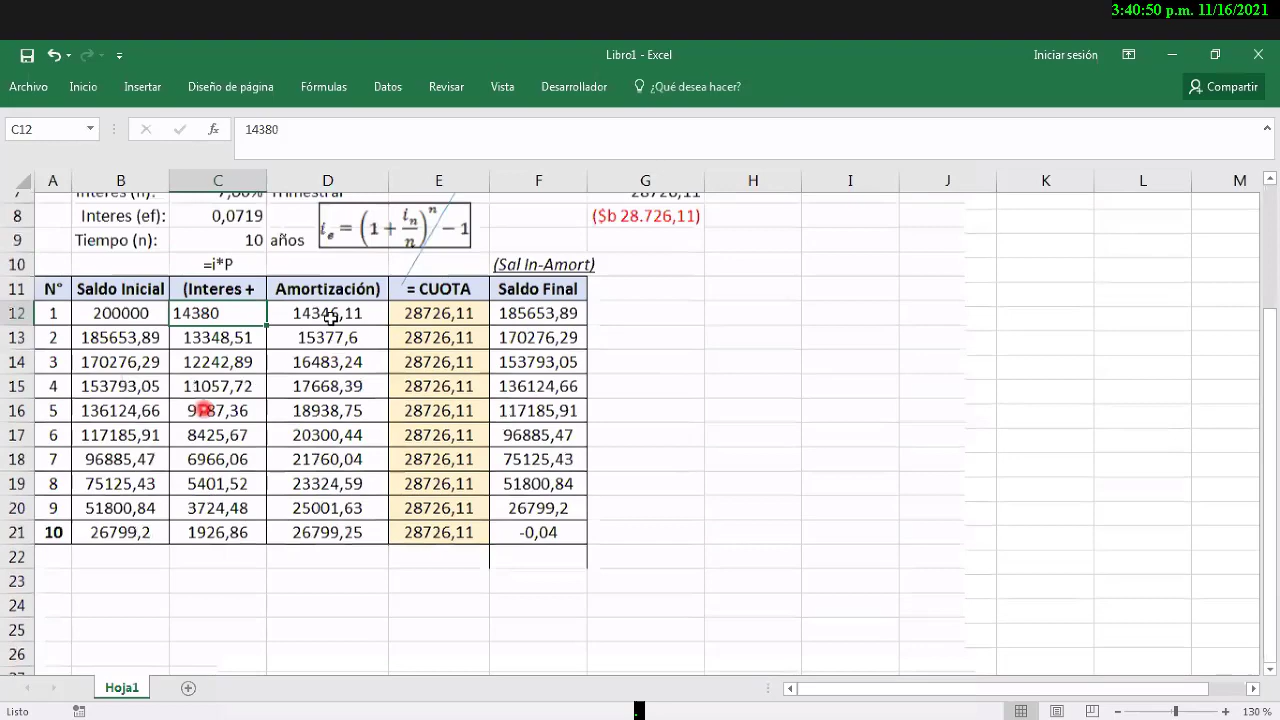 3:40:50 p.m. 11/16/2021
Libro1 - Excel
Iniciar sesión
Archivo Inicio Insertar Diseño de página Fórmulas Datos Revisar Vista Desarrollador ¿Qué desea hacer? Compartir
C12 fx 14380
A B C D E F G H I J K L M
8 Interes (ef): 0,0719 ($b 28.726,11)
iₑ = (1 + iₙ/n)ⁿ − 1
9 Tiempo (n): 10 años
10 =i*P (Sal in-Amort)
11 N° Saldo Inicial (Interes + Amortización) = CUOTA Saldo Final
12 1 200000 14380 28726,11 185653,89
13 2 185653,89 13348,51 15377,6 28726,11 170276,29
14 3 170276,29 12242,89 16483,24 28726,11 153793,05
15 4 153793,05 11057,72 17668,39 28726,11 136124,66
16 5 136124,66 18938,75 28726,11 117185,91
17 6 117185,91 8425,67 20300,44 28726,11 96885,47
18 7 96885,47 6966,06 21760,04 28726,11 75125,43
19 8 75125,43 5401,52 23324,59 28726,11 51800,84
20 9 51800,84 3724,48 25001,63 28726,11 26799,2
21 10 26799,2 1926,86 26799,25 28726,11 -0,04
22
23
24
25
26
Hoja1
Listo 130 %